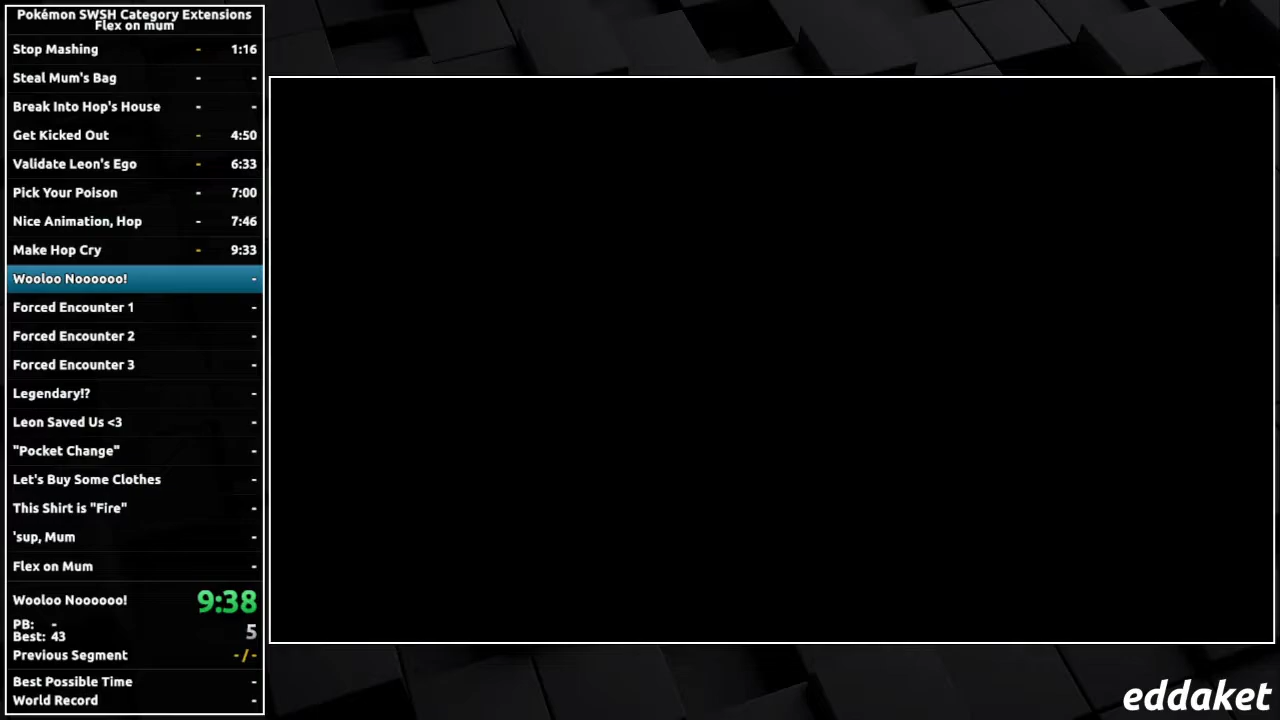 Pokémon SWSH Category Extensions
Flex on mum
Stop Mashing - 1:16
Steal Mum's Bag - -
Break Into Hop's House - -
Get Kicked Out - 4:50
Validate Leon's Ego - 6:33
Pick Your Poison - 7:00
Nice Animation, Hop - 7:46
Make Hop Cry - 9:33
Wooloo Noooooo! -
Forced Encounter 1 -
Forced Encounter 2 -
Forced Encounter 3 -
Legendary!? -
Leon Saved Us <3 -
"Pocket Change" -
Let's Buy Some Clothes -
This Shirt is "Fire" -
'sup, Mum -
Flex on Mum -
Wooloo Noooooo! 9:38
PB: -
Best: 43 5
Previous Segment - / -
Best Possible Time -
World Record -
eddaket